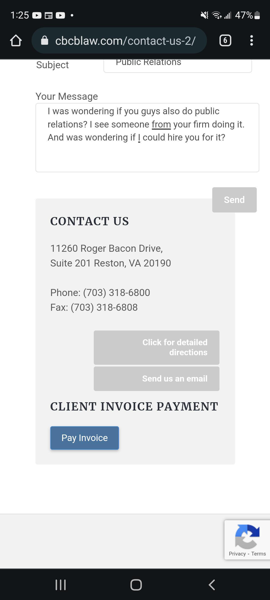 1:25
47%
cbcblaw.com/contact-us-2/
6
Subject
Public Relations
Your Message
I was wondering if you guys also do public
relations? I see someone from your firm doing it.
And was wondering if I could hire you for it?
Send
CONTACT US
11260 Roger Bacon Drive,
Suite 201 Reston, VA 20190
Phone: (703) 318-6800
Fax: (703) 318-6808
Click for detailed
directions
Send us an email
CLIENT INVOICE PAYMENT
Pay Invoice
Privacy - Terms